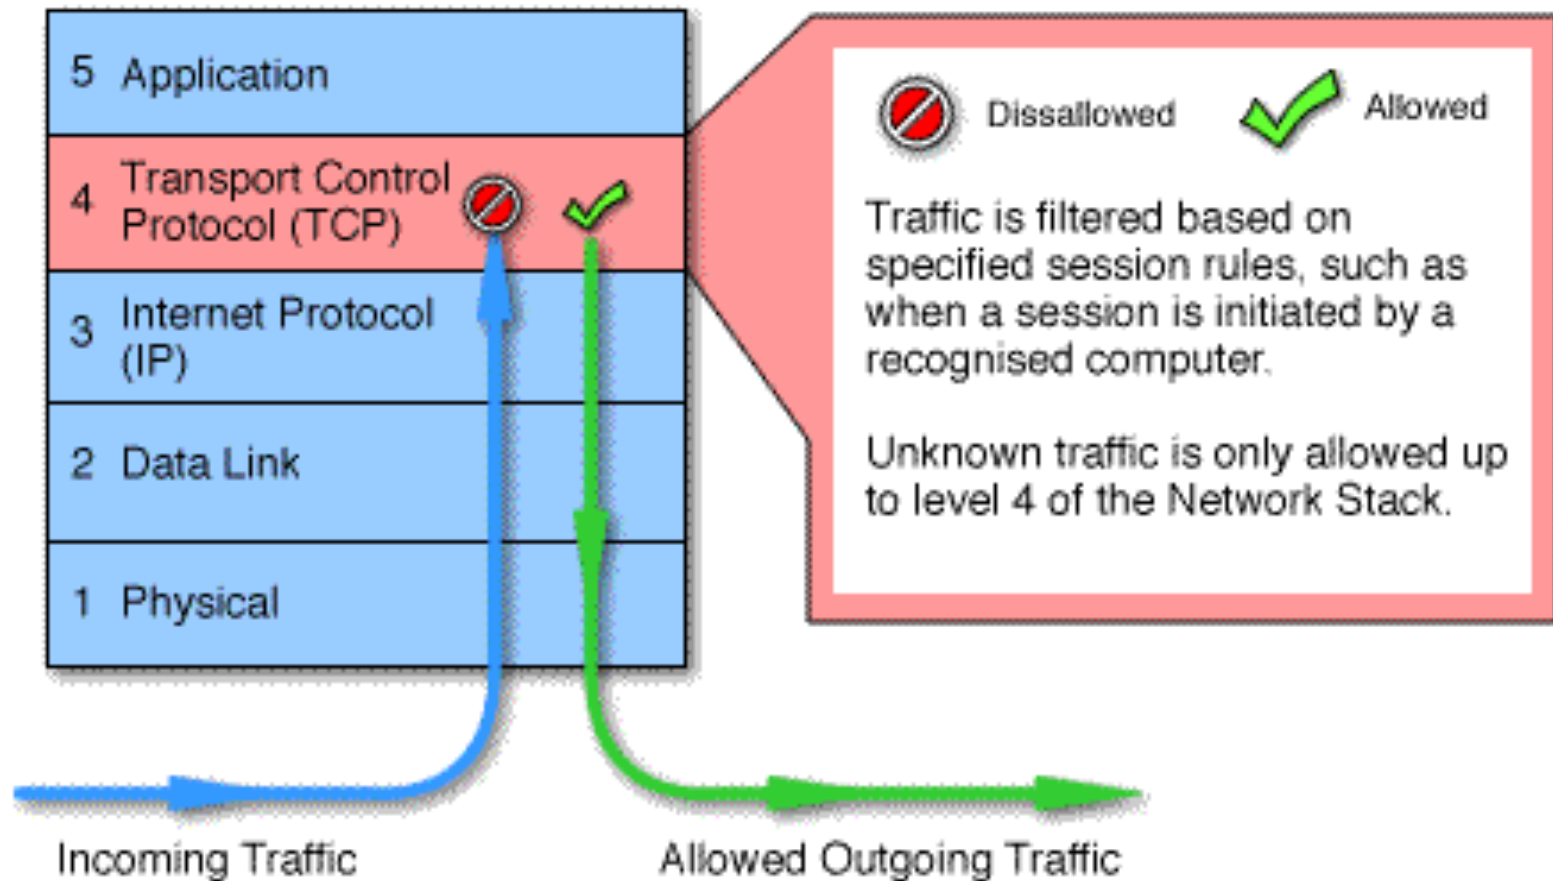 5 Application
4 Transport Control
Protocol (TCP)
3 Internet Protocol
(IP)
2 Data Link
1 Physical
Dissallowed
Allowed
Traffic is filtered based on
specified session rules, such as
when a session is initiated by a
recognised computer.
Unknown traffic is only allowed up
to level 4 of the Network Stack.
Incoming Traffic
Allowed Outgoing Traffic